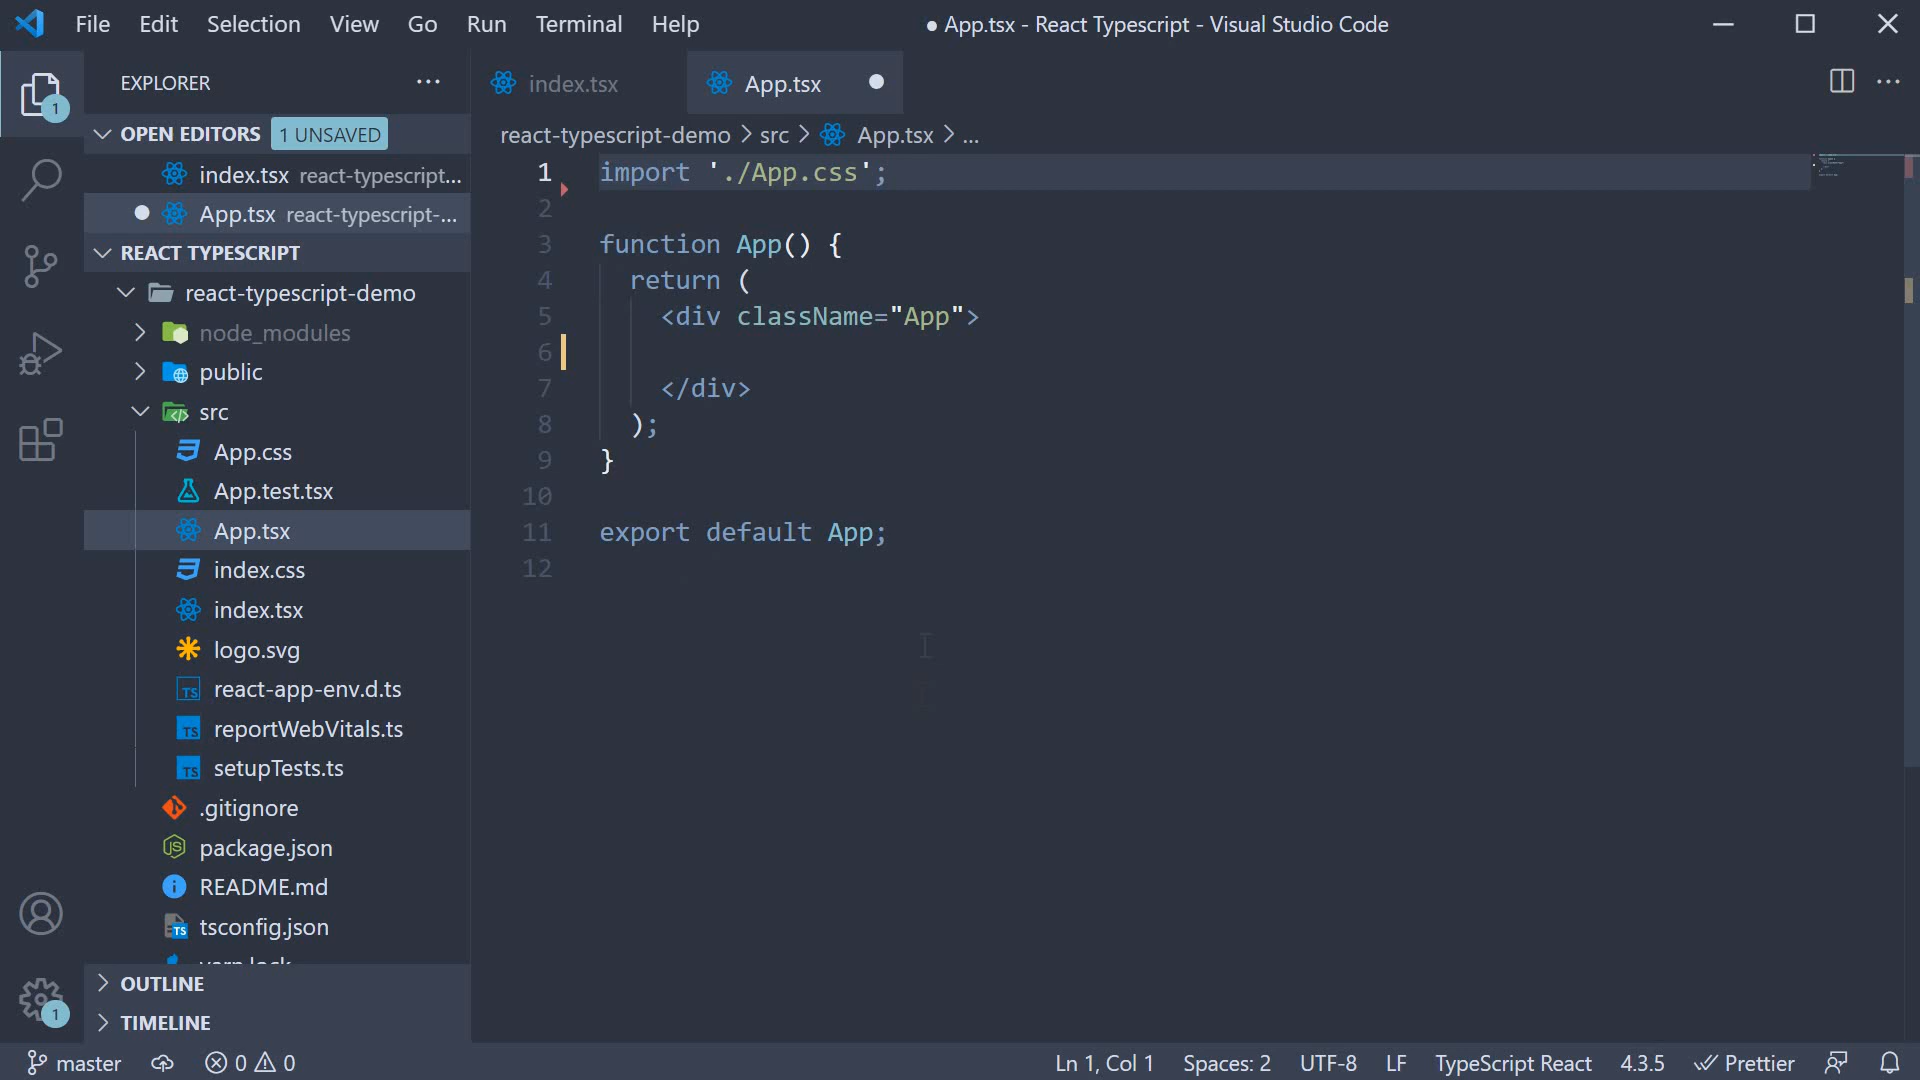 File Edit Selection View Go Run Terminal Help ● App.tsx - React Typescript - Visual Studio Code
EXPLORER ···
index.tsx App.tsx ···
OPEN EDITORS 1 UNSAVED
react-typescript-demo > src > App.tsx > ...
index.tsx react-typescript...
App.tsx react-typescript-...
REACT TYPESCRIPT
react-typescript-demo
node_modules
public
src
App.css
App.test.tsx
App.tsx
index.css
index.tsx
logo.svg
react-app-env.d.ts
reportWebVitals.ts
setupTests.ts
.gitignore
package.json
README.md
tsconfig.json
OUTLINE
TIMELINE
1
1
1 import './App.css';
2
3 function App() {
4 return (
5 <div className="App">
6
7 </div>
8 );
9 }
10
11 export default App;
12
master 0 0 Ln 1, Col 1 Spaces: 2 UTF-8 LF TypeScript React 4.3.5 Prettier